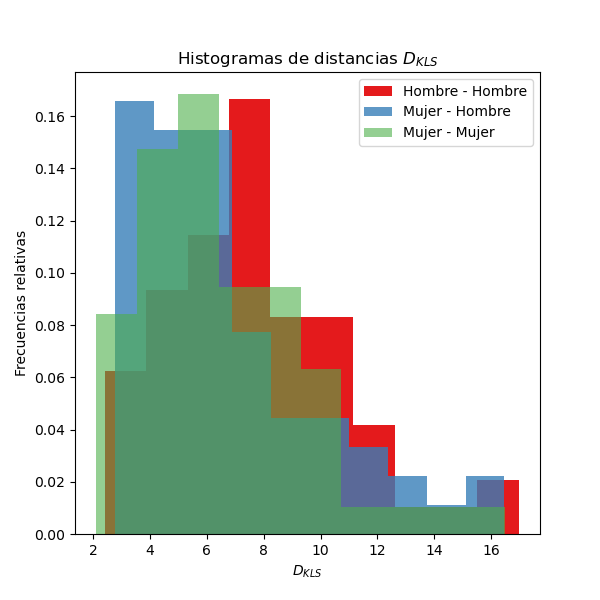 Histogramas de distancias D_KLS
Hombre - Hombre
Mujer - Hombre
Mujer - Mujer
Frecuencias relativas
0.16
0.14
0.12
0.10
0.08
0.06
0.04
0.02
0.00
2 4 6 8 10 12 14 16
D_KLS